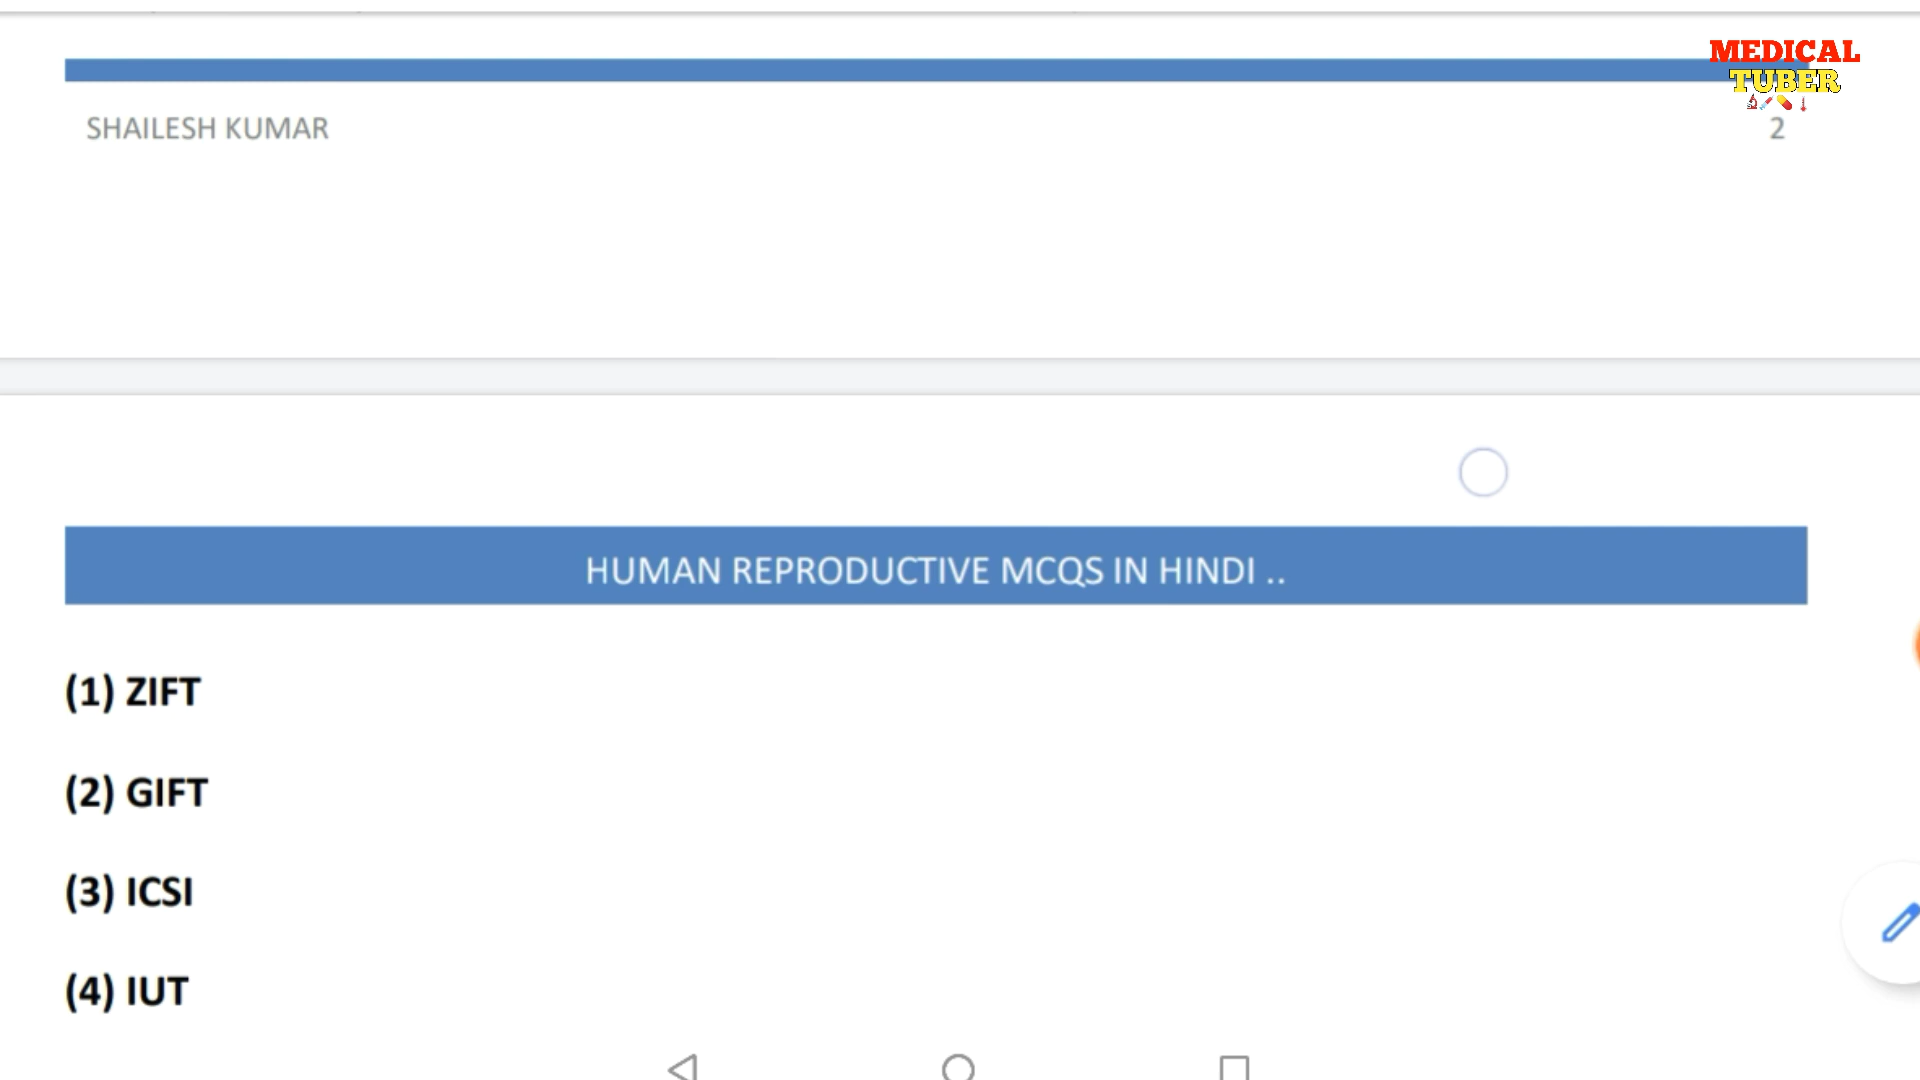 MEDICAL
TUBER
SHAILESH KUMAR
2
HUMAN REPRODUCTIVE MCQS IN HINDI ..
(1) ZIFT
(2) GIFT
(3) ICSI
(4) IUT